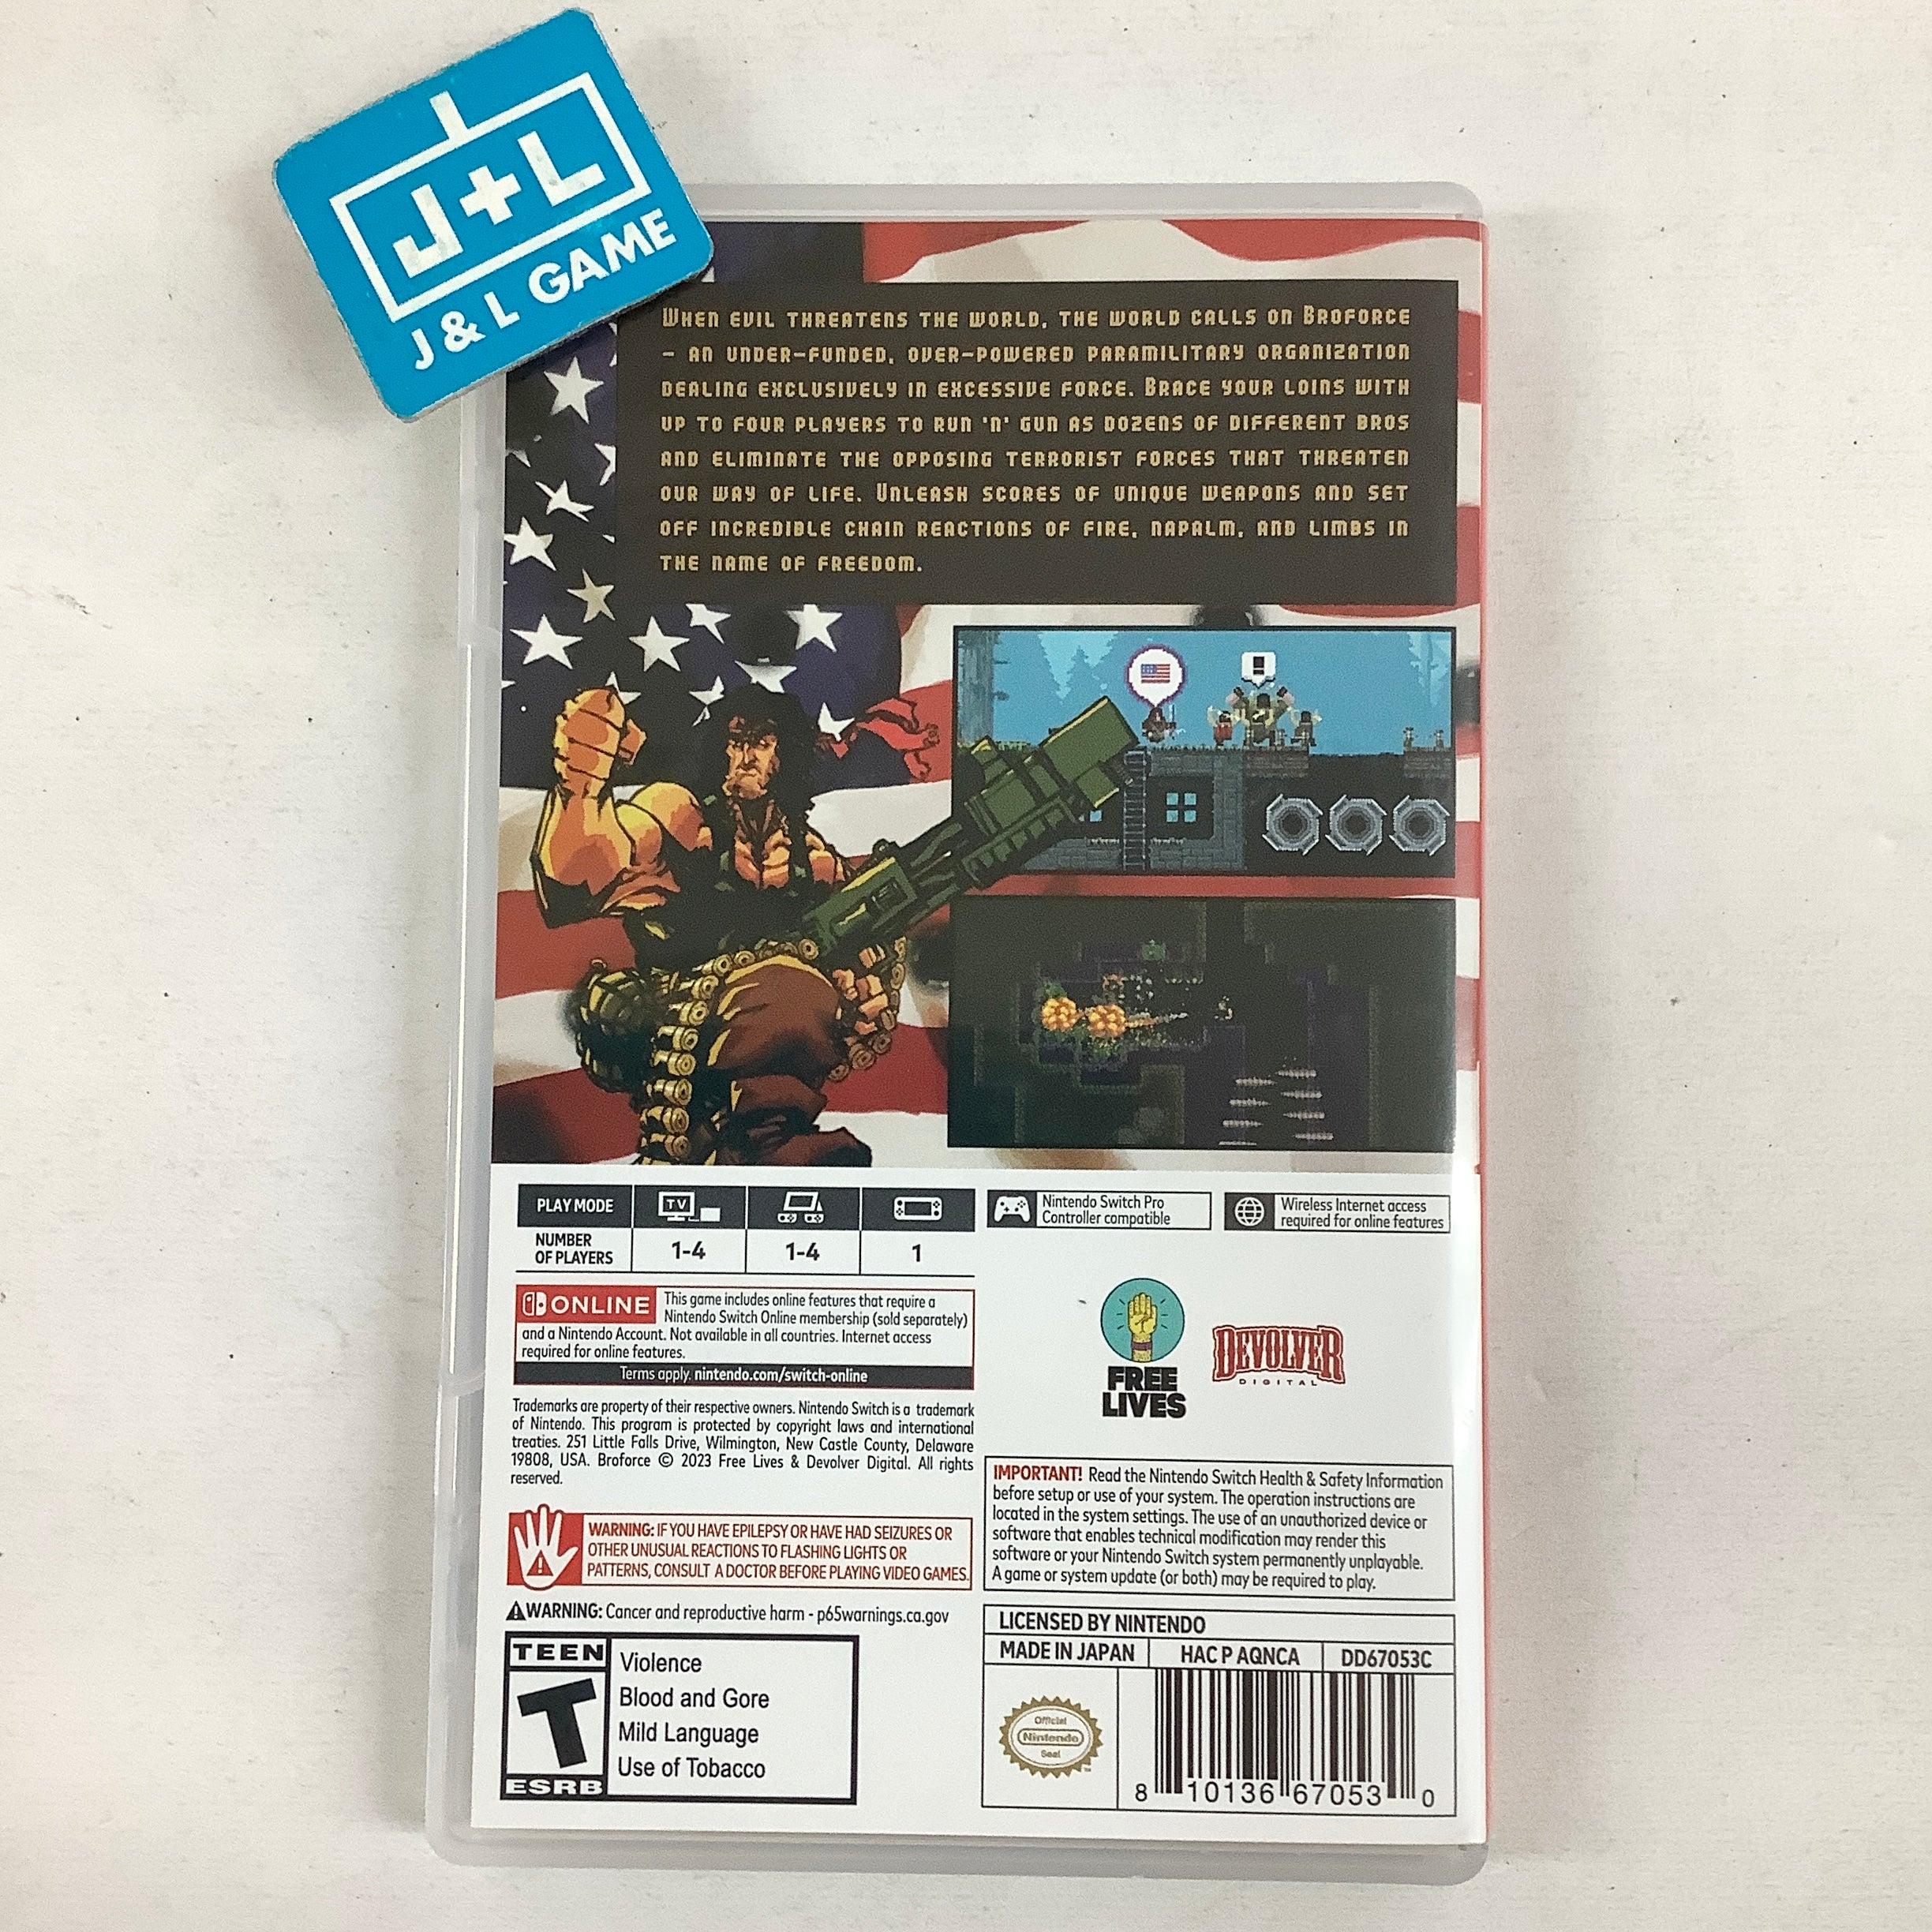 J+L
J & L GAME
WHEN EVIL THREATENS THE WORLD, THE WORLD CALLS ON BROFORCE
– AN UNDER-FUNDED, OVER-POWERED PARAMILITARY ORGANIZATION
DEALING EXCLUSIVELY IN EXCESSIVE FORCE. BRACE YOUR LOINS WITH
UP TO FOUR PLAYERS TO RUN 'N' GUN AS DOZENS OF DIFFERENT BROS
AND ELIMINATE THE OPPOSING TERRORIST FORCES THAT THREATEN
OUR WAY OF LIFE. UNLEASH SCORES OF UNIQUE WEAPONS AND SET
OFF INCREDIBLE CHAIN REACTIONS OF FIRE, NAPALM, AND LIMBS IN
THE NAME OF FREEDOM.
PLAY MODE
TV
NUMBER
OF PLAYERS
1-4
1-4
1
Nintendo Switch Pro
Controller compatible
Wireless Internet access
required for online features
ONLINE
This game includes online features that require a
Nintendo Switch Online membership (sold separately)
and a Nintendo Account. Not available in all countries. Internet access
required for online features.
Terms apply. nintendo.com/switch-online
FREE
LIVES
DEVOLVER
DIGITAL
Trademarks are property of their respective owners. Nintendo Switch is a trademark
of Nintendo. This program is protected by copyright laws and international
treaties. 251 Little Falls Drive, Wilmington, New Castle County, Delaware
19808, USA. Broforce © 2023 Free Lives & Devolver Digital. All rights
reserved.
WARNING: IF YOU HAVE EPILEPSY OR HAVE HAD SEIZURES OR
OTHER UNUSUAL REACTIONS TO FLASHING LIGHTS OR
PATTERNS, CONSULT A DOCTOR BEFORE PLAYING VIDEO GAMES.
WARNING: Cancer and reproductive harm - p65warnings.ca.gov
IMPORTANT! Read the Nintendo Switch Health & Safety Information
before setup or use of your system. The operation instructions are
located in the system settings. The use of an unauthorized device or
software that enables technical modification may render this
software or your Nintendo Switch system permanently unplayable.
A game or system update (or both) may be required to play.
TEEN
T
ESRB
Violence
Blood and Gore
Mild Language
Use of Tobacco
LICENSED BY NINTENDO
MADE IN JAPAN
HAC P AQNCA
DD67053C
Official
Nintendo
Seal
8 10136 67053 0